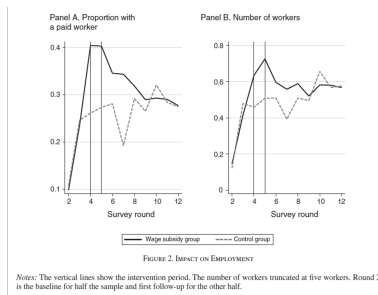 Panel A. Proportion with
a paid worker
Panel B. Number of workers
0.4
0.3
0.2
0.1
2 4 6 8 10 12
Survey round
0.8
0.6
0.4
0.2
0
2 4 6 8 10 12
Survey round
Wage subsidy group
Control group
FIGURE 2. IMPACT ON EMPLOYMENT
Notes: The vertical lines show the intervention period. The number of workers truncated at five workers. Round 2
is the baseline for half the sample and first follow-up for the other half.